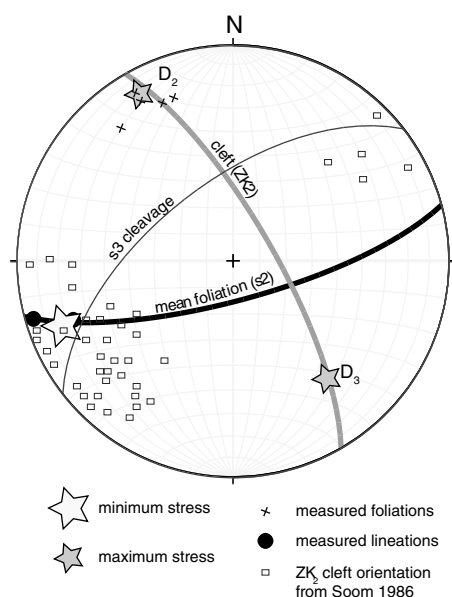 N
D2
cleft (ZK2)
s3 cleavage
mean foliation (s2)
D3
minimum stress
maximum stress
measured foliations
measured lineations
ZK2 cleft orientation
from Soom 1986